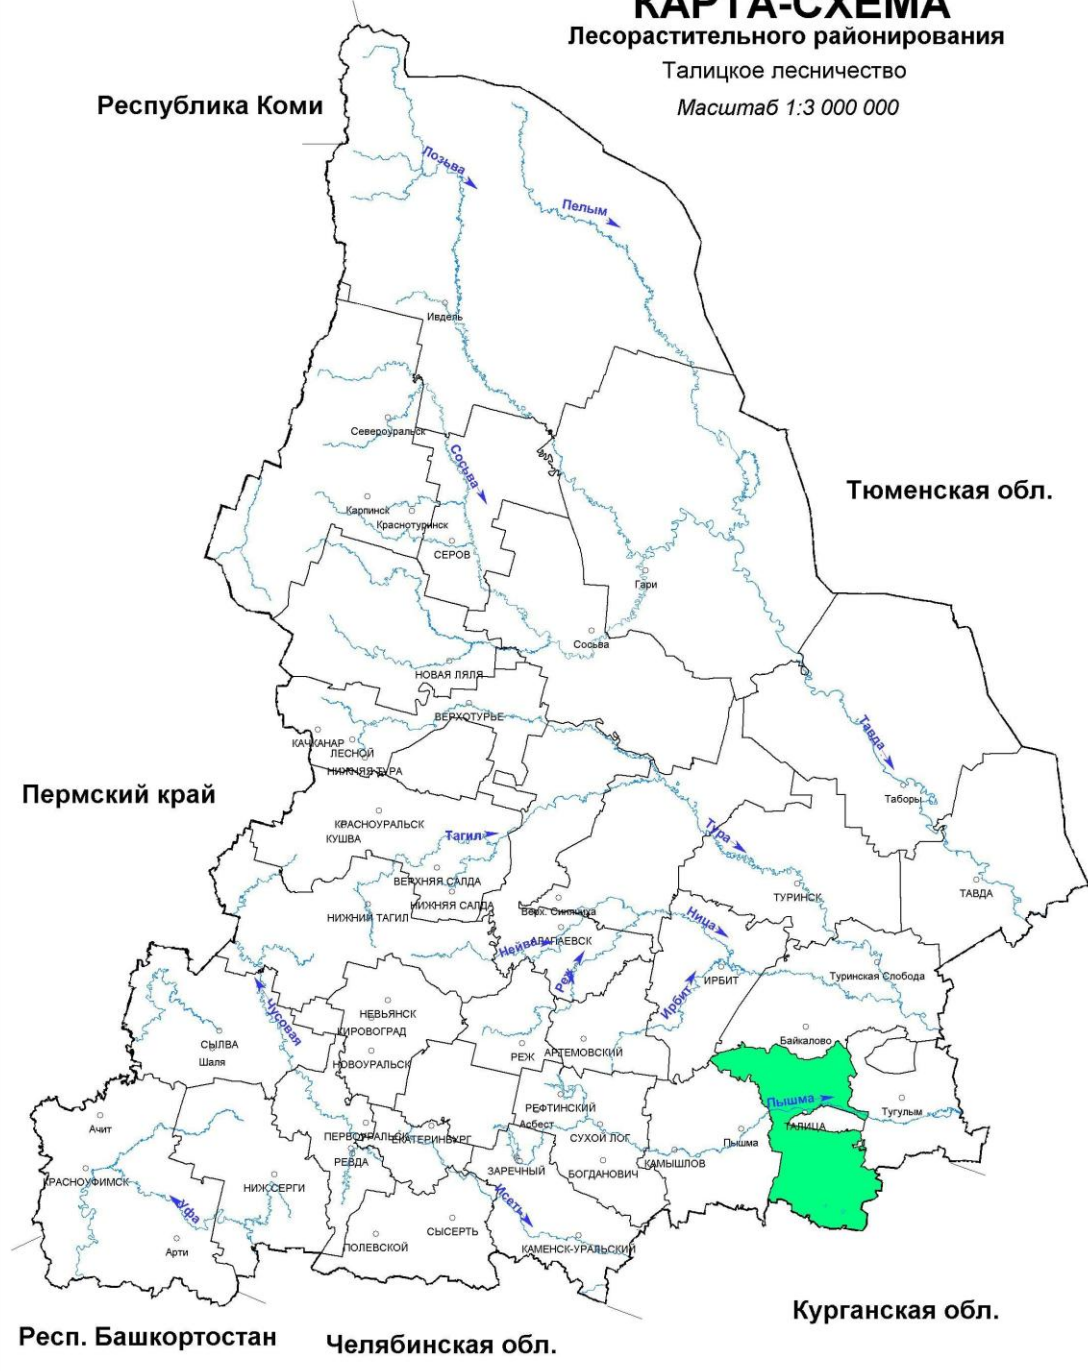 КАРТА-СХЕМА
Лесорастительного районирования
Талицкое лесничество
Масштаб 1:3 000 000
Республика Коми
Лозьва
Пелым
Ивдель
Североуральск
Сосьва
Тюменская обл.
Карпинск
Краснотуринск
СЕРОВ
Гари
Сосьва
НОВАЯ ЛЯЛЯ
ВЕРХОТУРЬЕ
Тавда
КАЧКАНАР
ЛЕСНОЙ
НИЖНЯЯ ТУРА
Пермский край
Таборы
КРАСНОУРАЛЬСК
КУШВА
Тагил
Тура
ВЕРХНЯЯ САЛДА
НИЖНЯЯ САЛДА
ТУРИНСК
ТАВДА
НИЖНИЙ ТАГИЛ
Верх. Синячиха
Ница
Нейва
АЛАПАЕВСК
Реж
Ирбит
ИРБИТ
Туринская Слобода
Чусовая
НЕВЬЯНСК
КИРОВОГРАД
СЫЛВА
Шаля
НОВОУРАЛЬСК
РЕЖ
АРТЕМОВСКИЙ
Байкалово
Пышма
Тугулым
РЕФТИНСКИЙ
Асбест
СУХОЙ ЛОГ
ТАЛИЦА
Ачит
ПЕРВОУРАЛЬСК
ЕКАТЕРИНБУРГ
Пышма
РЕВДА
ЗАРЕЧНЫЙ
БОГДАНОВИЧ
КАМЫШЛОВ
КРАСНОУФИМСК
НИЖ.СЕРГИ
Уфа
Исеть
Арти
СЫСЕРТЬ
ПОЛЕВСКОЙ
КАМЕНСК-УРАЛЬСКИЙ
Курганская обл.
Респ. Башкортостан
Челябинская обл.